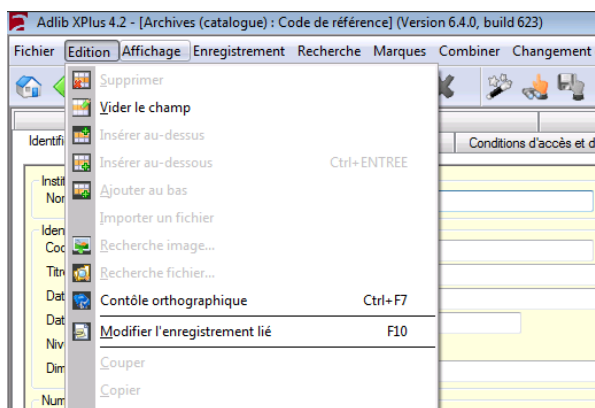 Adlib XPlus 4.2 - [Archives (catalogue) : Code de référence] (Version 6.4.0, build 623)
Fichier Edition Affichage Enregistrement Recherche Marques Combiner Changement
Supprimer
Vider le champ
Insérer au-dessus
Identifi Insérer au-dessous Ctrl+ENTREE Conditions d'accès et d
Instit
Ajouter au bas
Nor
Importer un fichier
Iden
Coc Recherche image...
Titr Recherche fichier...
Dat Contôle orthographique Ctrl+F7
Dat Modifier l'enregistrement lié F10
Niv
Dim Couper
Copier
Num